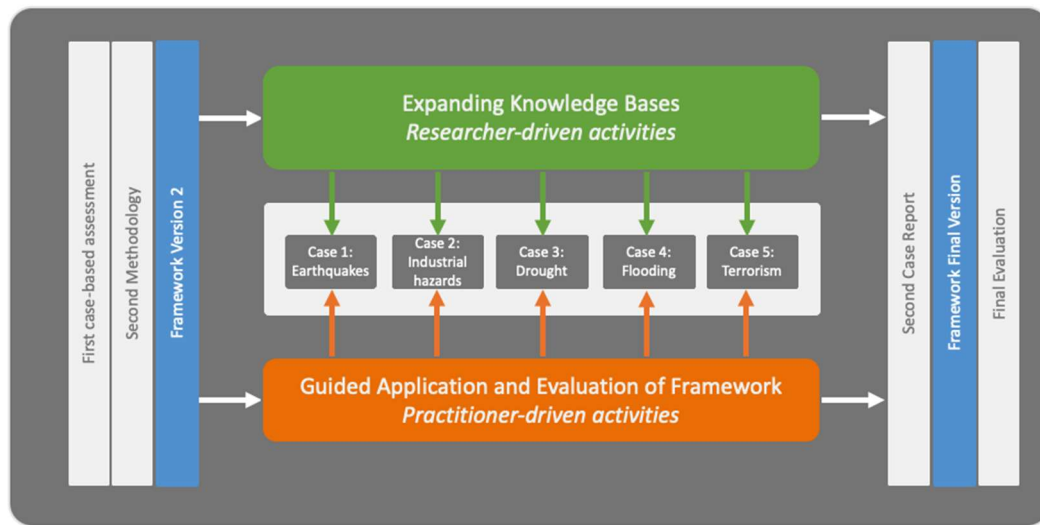 First case-based assessment
Second Methodology
Framework Version 2
Expanding Knowledge Bases
Researcher-driven activities
Case 1:
Earthquakes
Case 2:
Industrial
hazards
Case 3:
Drought
Case 4:
Flooding
Case 5:
Terrorism
Guided Application and Evaluation of Framework
Practitioner-driven activities
Second Case Report
Framework Final Version
Final Evaluation